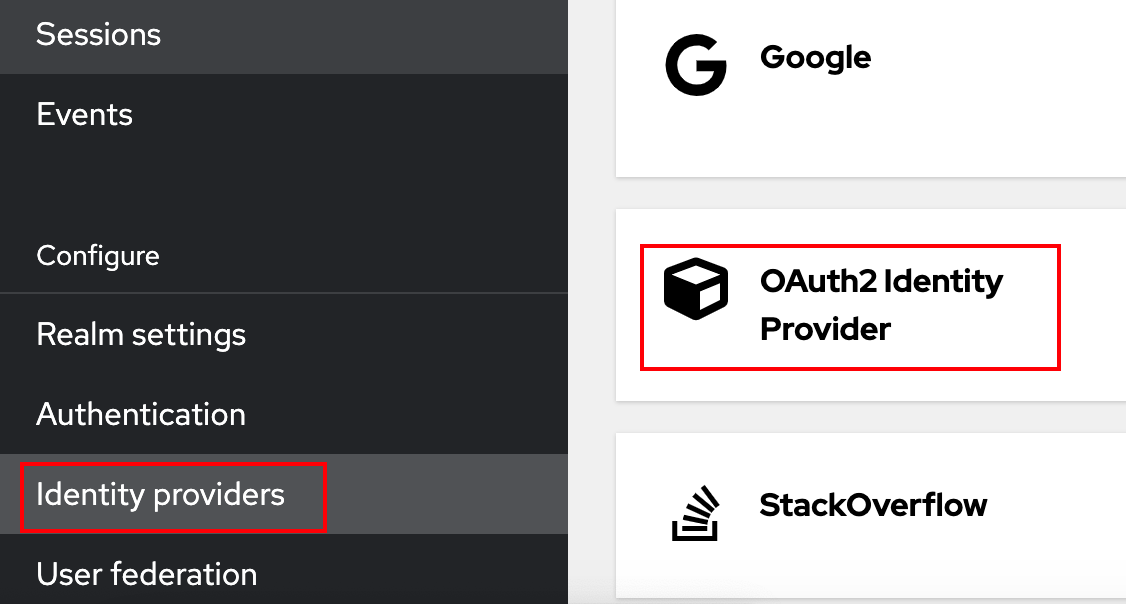 Sessions
Events
Configure
Realm settings
Authentication
Identity providers
User federation
Google
OAuth2 Identity
Provider
StackOverflow